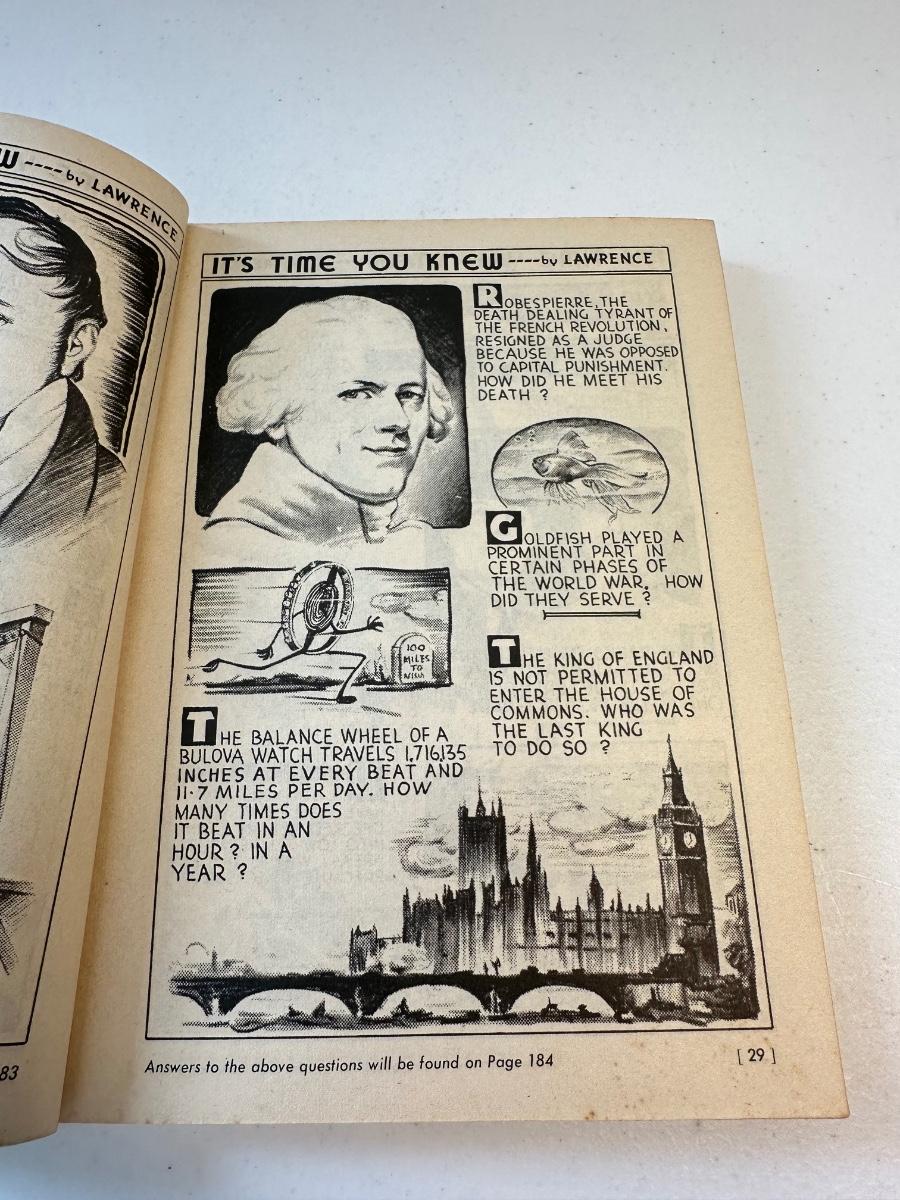 W ---- by LAWRENCE
83
IT'S TIME YOU KNEW ---- by LAWRENCE
ROBESPIERRE, THE
DEATH DEALING TYRANT OF
THE FRENCH REVOLUTION,
RESIGNED AS A JUDGE
BECAUSE HE WAS OPPOSED
TO CAPITAL PUNISHMENT.
HOW DID HE MEET HIS
DEATH ?
GOLDFISH PLAYED A
PROMINENT PART IN
CERTAIN PHASES OF
THE WORLD WAR. HOW
DID THEY SERVE ?
100
MILES
TO
THE KING OF ENGLAND
IS NOT PERMITTED TO
ENTER THE HOUSE OF
COMMONS. WHO WAS
THE LAST KING
TO DO SO ?
THE BALANCE WHEEL OF A
BULOVA WATCH TRAVELS 1,716,135
INCHES AT EVERY BEAT AND
11.7 MILES PER DAY. HOW
MANY TIMES DOES
IT BEAT IN AN
HOUR ? IN A
YEAR ?
Answers to the above questions will be found on Page 184
[ 29 ]